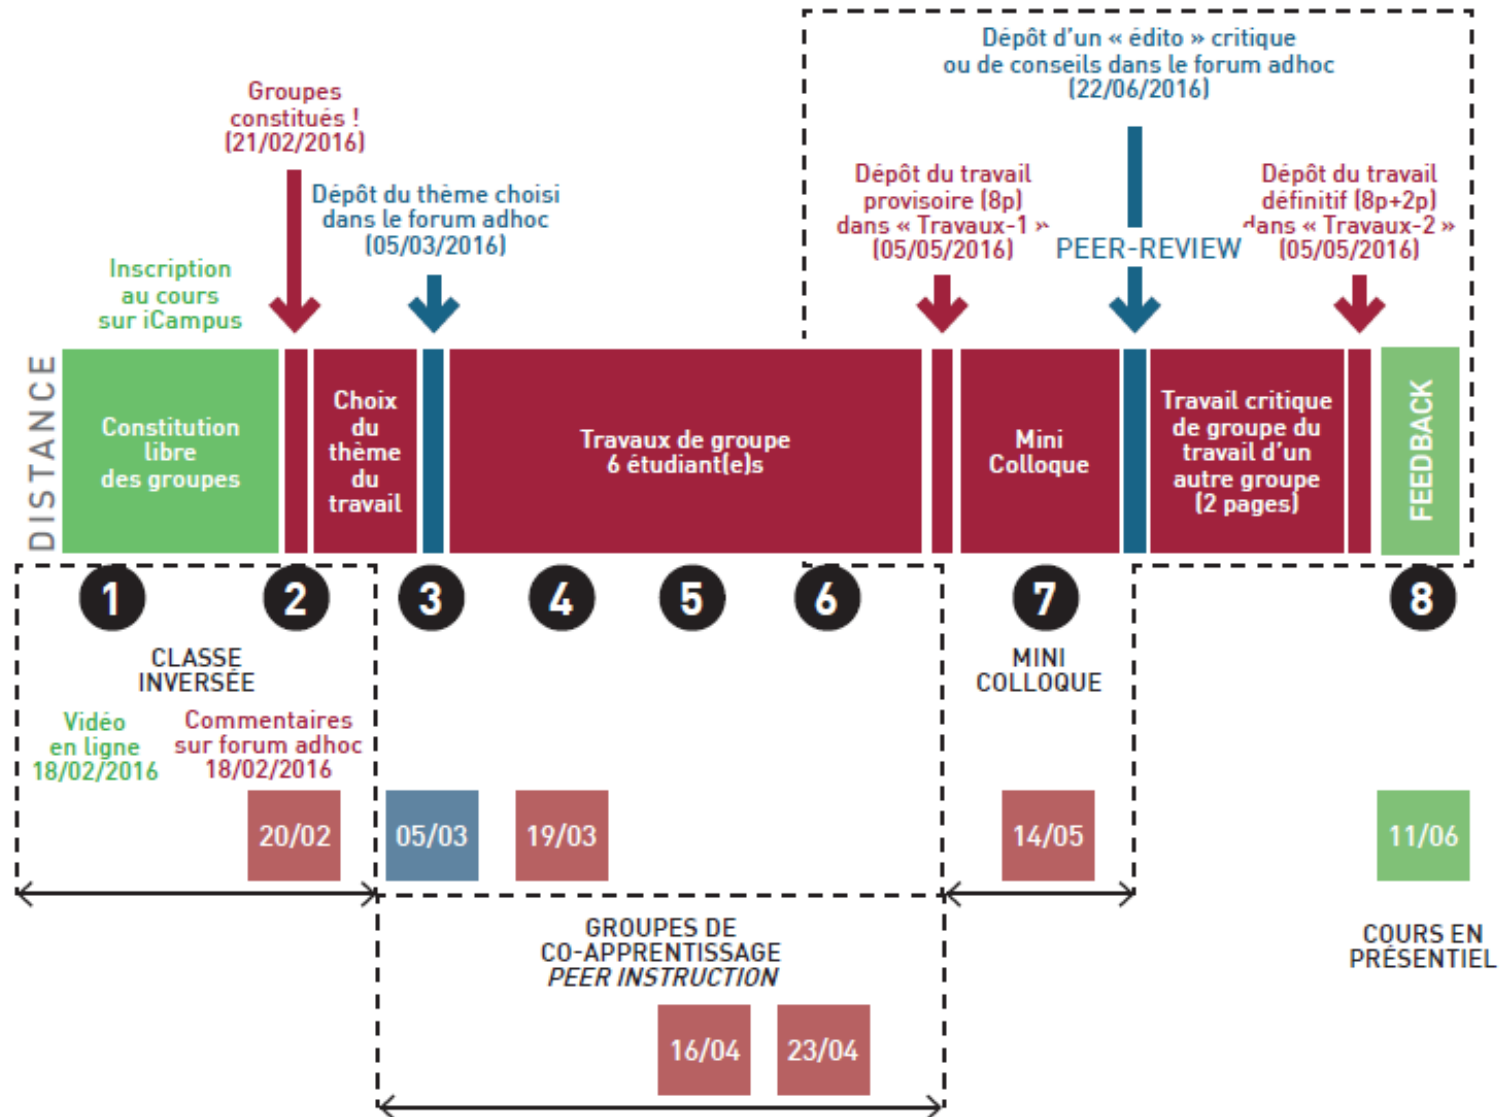 Dépôt d'un « édito » critique
ou de conseils dans le forum adhoc
(22/06/2016)
Groupes
constitués !
(21/02/2016)
Dépôt du thème choisi
dans le forum adhoc
(05/03/2016)
Dépôt du travail
provisoire (8p)
dans « Travaux-1 »
(05/05/2016)
PEER-REVIEW
Dépôt du travail
définitif (8p+2p)
dans « Travaux-2 »
(05/05/2016)
Inscription
au cours
sur iCampus
DISTANCE
Constitution
libre
des groupes
Choix
du
thème
du
travail
Travaux de groupe
6 étudiant(e)s
Mini
Colloque
Travail critique
de groupe du
travail d'un
autre groupe
(2 pages)
FEEDBACK
1
2
3
4
5
6
7
8
CLASSE
INVERSÉE
MINI
COLLOQUE
Vidéo
en ligne
18/02/2016
Commentaires
sur forum adhoc
18/02/2016
20/02
05/03
19/03
14/05
11/06
GROUPES DE
CO-APPRENTISSAGE
PEER INSTRUCTION
COURS EN
PRÉSENTIEL
16/04
23/04